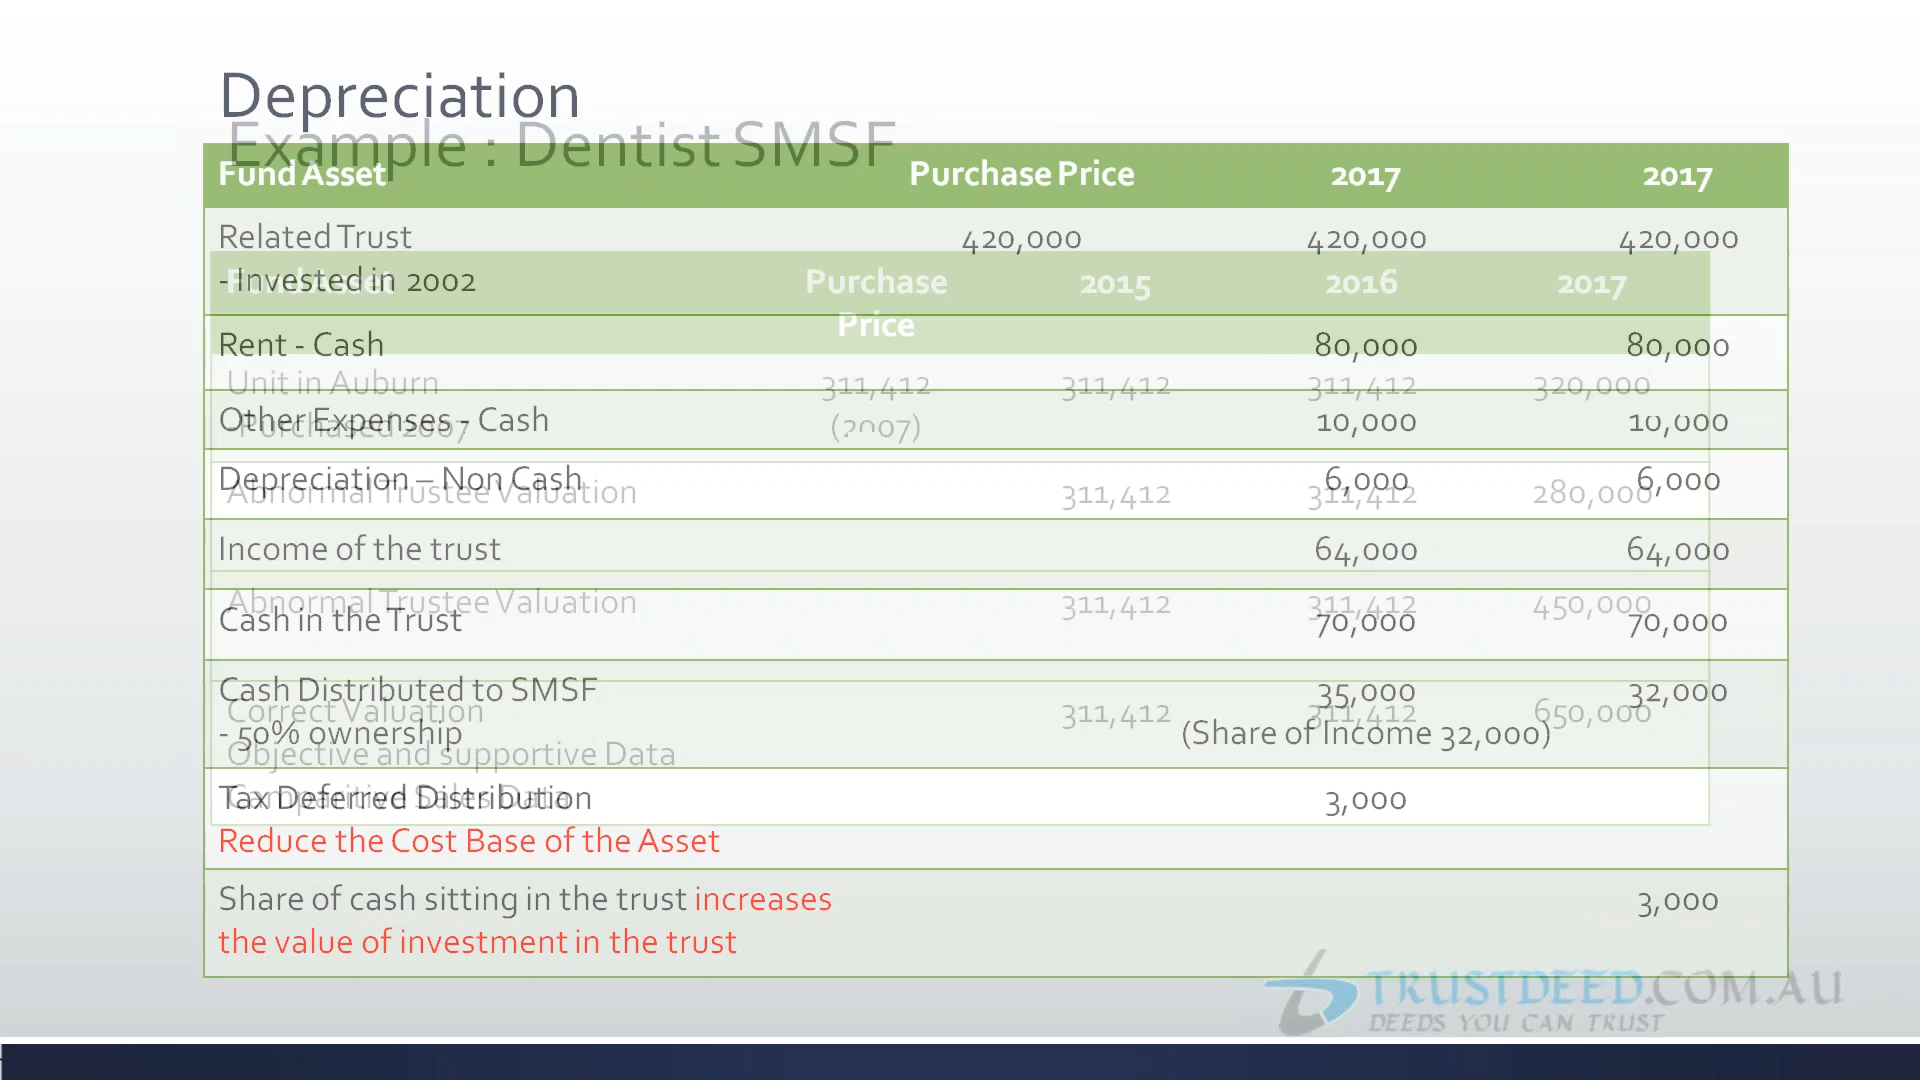 Depreciation
Example : Dentist SMSF
Fund Asset Purchase Price 2017 2017
Related Trust 420,000 420,000 420,000
- Invested in 2002
Fund Asset Purchase 2015 2016 2017
Price
Rent - Cash 80,000 80,000
Unit in Auburn 311,412 311,412 311,412 320,000
Other Expenses - Cash 10,000 10,000
-Purchased 2007 (2007)
Depreciation – Non Cash 6,000 6,000
Abnormal Trustee Valuation 311,412 311,412 280,000
Income of the trust 64,000 64,000
Abnormal Trustee Valuation 311,412 311,412 450,000
Cash in the Trust 70,000 70,000
Cash Distributed to SMSF 35,000 32,000
Correct Valuation 311,412 311,412 650,000
- 50% ownership (Share of Income 32,000)
Objective and supportive Data
Tax Deferred Distribution 3,000
Comparitive Sales Data
Reduce the Cost Base of the Asset
Share of cash sitting in the trust increases 3,000
the value of investment in the trust
TRUSTDEED.COM.AU
DEEDS YOU CAN TRUST